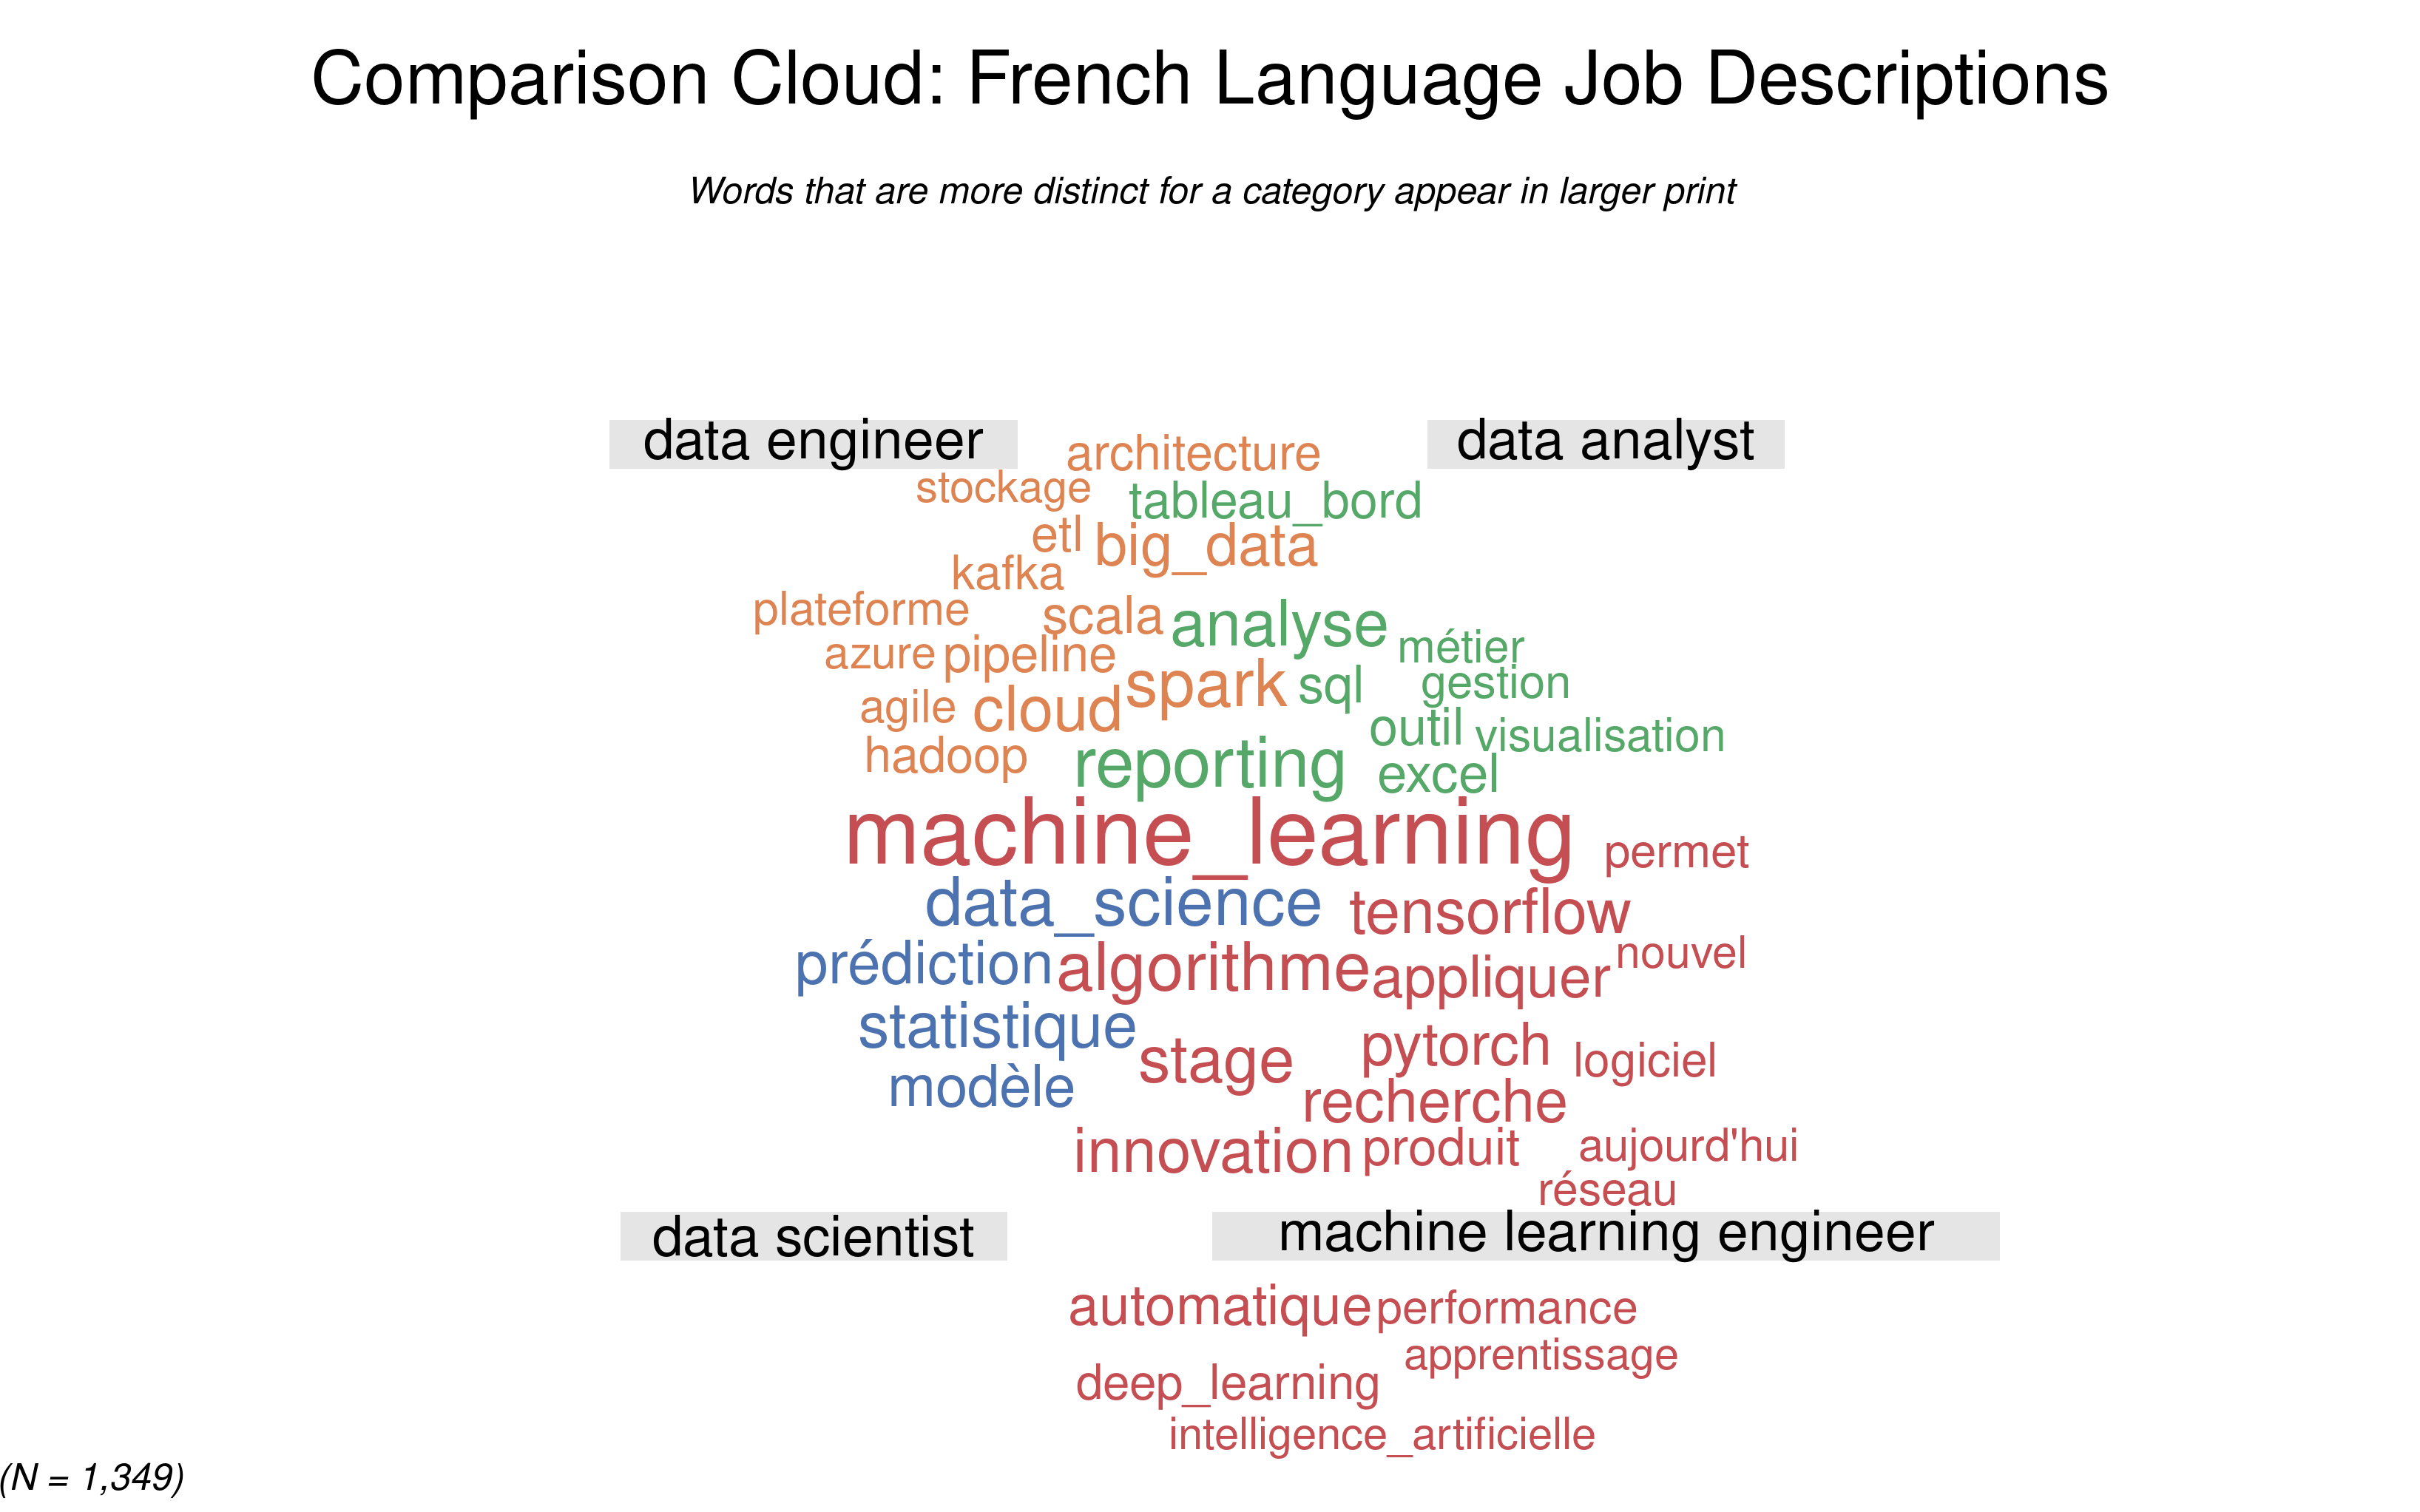 Comparison Cloud: French Language Job Descriptions
Words that are more distinct for a category appear in larger print
data engineer
data analyst
architecture
stockage
tableau_bord
etl
big_data
kafka
plateforme
scala
analyse
métier
azure
pipeline
spark
sql
gestion
agile
cloud
outil
visualisation
hadoop
reporting
excel
machine_learning
permet
data_science
tensorflow
prédiction
algorithme
appliquer
nouvel
statistique
stage
pytorch
logiciel
modèle
recherche
innovation
produit
aujourd'hui
réseau
data scientist
machine learning engineer
automatique
performance
apprentissage
deep_learning
intelligence_artificielle
(N = 1,349)